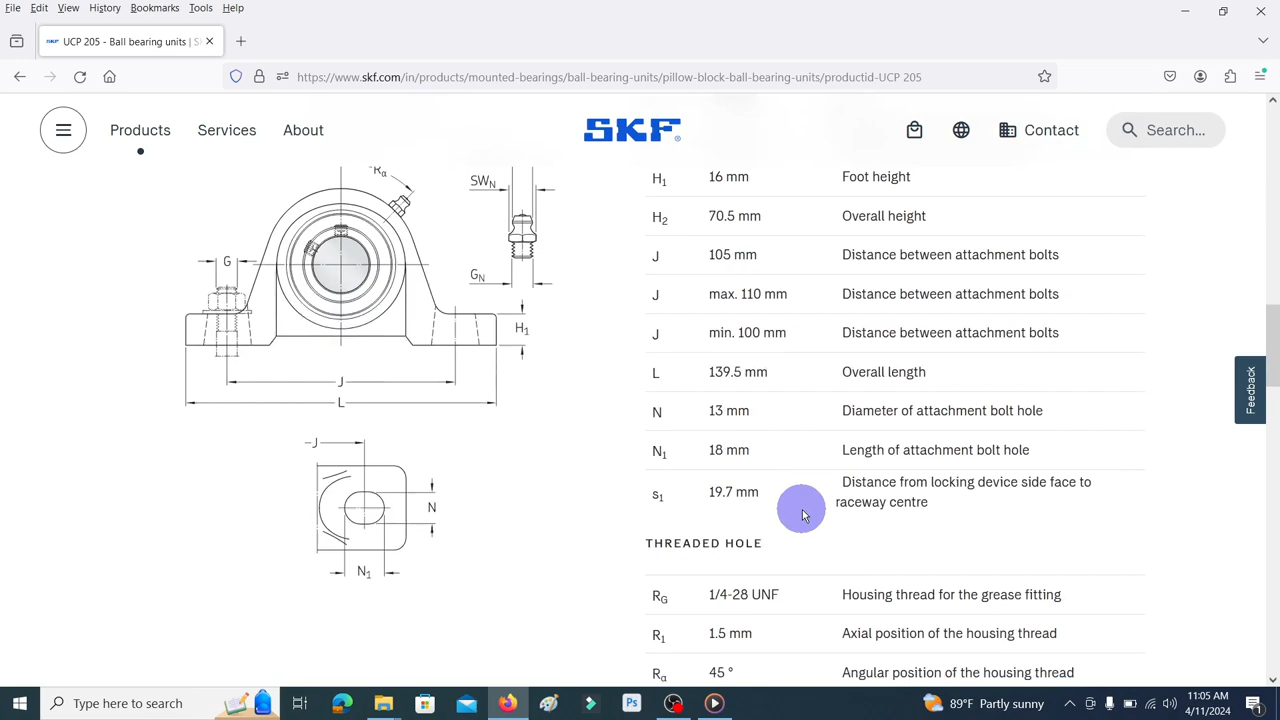 File Edit View History Bookmarks Tools Help
SKF UCP 205 - Ball bearing units | S
https://www.skf.com/in/products/mounted-bearings/ball-bearing-units/pillow-block-ball-bearing-units/productid-UCP 205
Products Services About
SKF
Contact
Search...
Rα
SWN
G
GN
H1
J
L
J
N
N1
H1 16 mm Foot height
H2 70.5 mm Overall height
J 105 mm Distance between attachment bolts
J max. 110 mm Distance between attachment bolts
J min. 100 mm Distance between attachment bolts
L 139.5 mm Overall length
N 13 mm Diameter of attachment bolt hole
N1 18 mm Length of attachment bolt hole
s1 19.7 mm Distance from locking device side face to
raceway centre
THREADED HOLE
RG 1/4-28 UNF Housing thread for the grease fitting
R1 1.5 mm Axial position of the housing thread
Rα 45 ° Angular position of the housing thread
Feedback
Type here to search
Ps
89°F Partly sunny
11:05 AM
4/11/2024
1